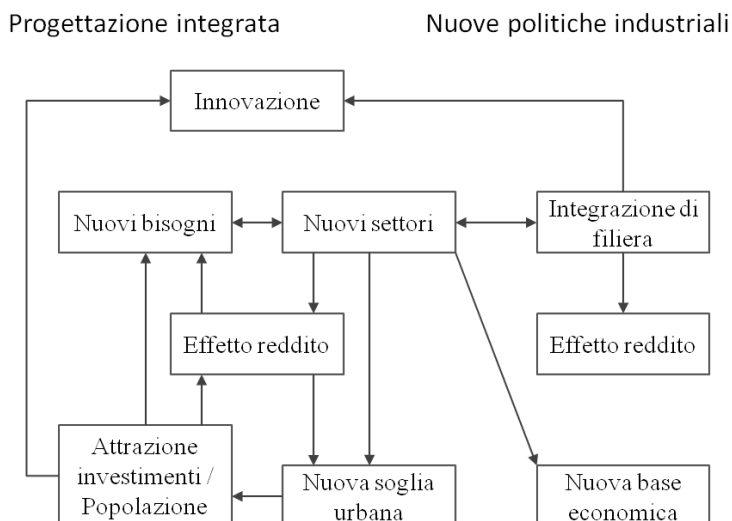 Progettazione integrata
Nuove politiche industriali
Innovazione
Nuovi bisogni
Nuovi settori
Integrazione di
filiera
Effetto reddito
Effetto reddito
Attrazione
investimenti /
Popolazione
Nuova soglia
urbana
Nuova base
economica